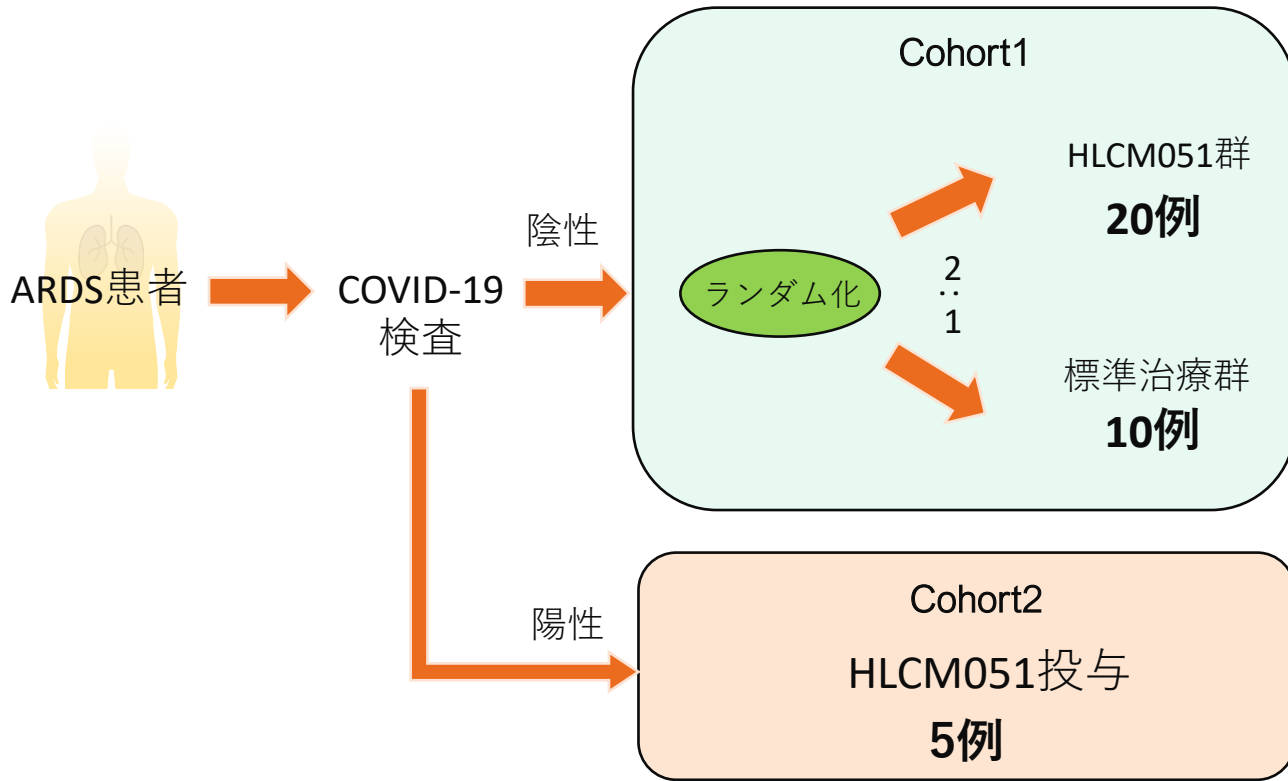 ARDS患者
COVID-19
検査
陰性
Cohort1
ランダム化
2:1
HLCM051群
20例
標準治療群
10例
陽性
Cohort2
HLCM051投与
5例